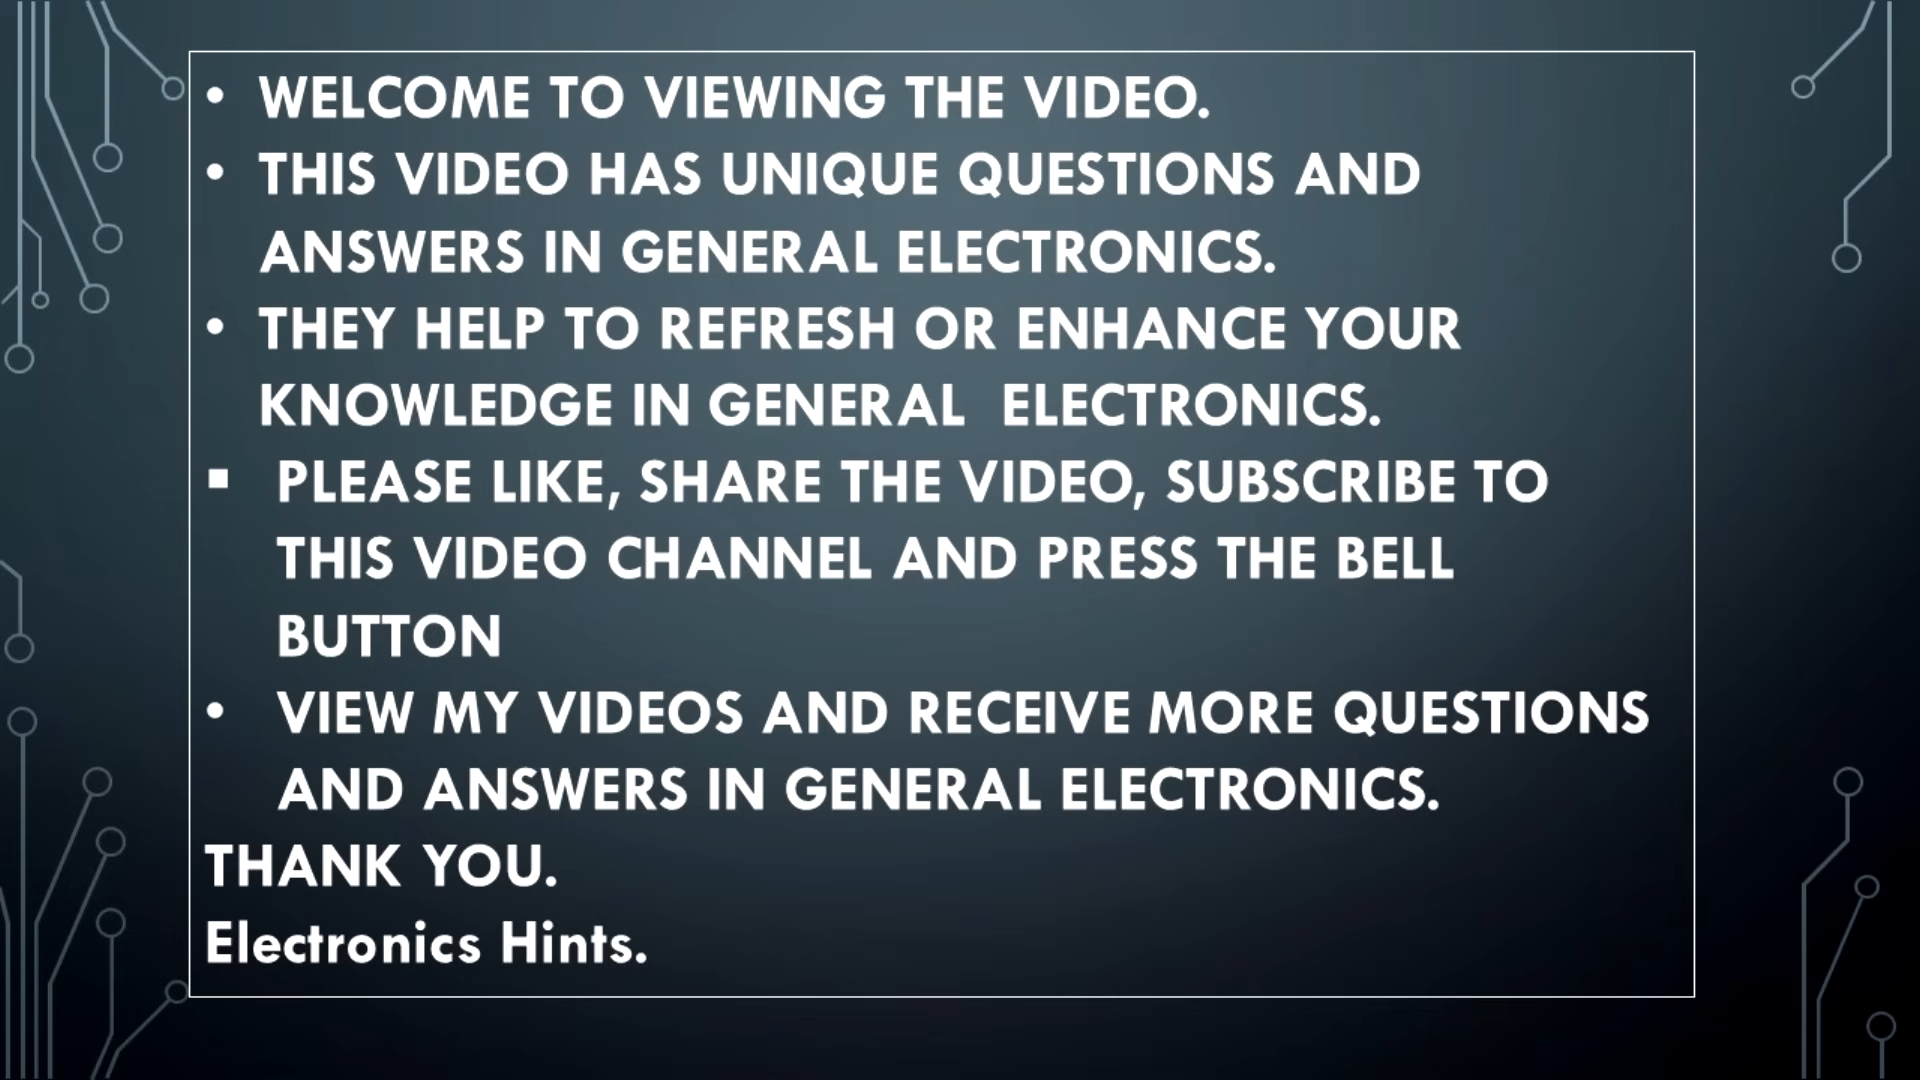 • WELCOME TO VIEWING THE VIDEO.
• THIS VIDEO HAS UNIQUE QUESTIONS AND
ANSWERS IN GENERAL ELECTRONICS.
• THEY HELP TO REFRESH OR ENHANCE YOUR
KNOWLEDGE IN GENERAL  ELECTRONICS.
▪ PLEASE LIKE, SHARE THE VIDEO, SUBSCRIBE TO
THIS VIDEO CHANNEL AND PRESS THE BELL
BUTTON
• VIEW MY VIDEOS AND RECEIVE MORE QUESTIONS
AND ANSWERS IN GENERAL ELECTRONICS.
THANK YOU.
Electronics Hints.